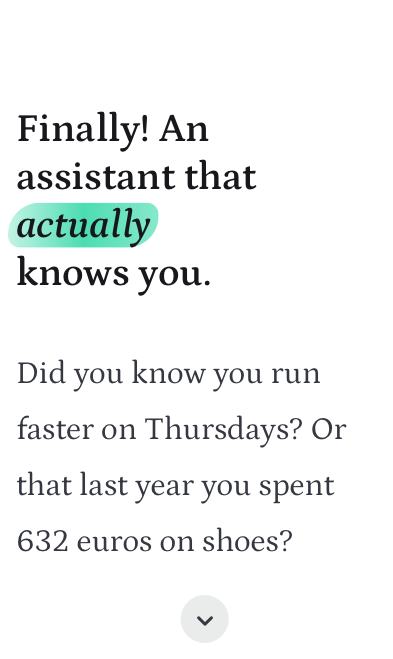 Finally! An
assistant that
actually
knows you.
Did you know you run
faster on Thursdays? Or
that last year you spent
632 euros on shoes?